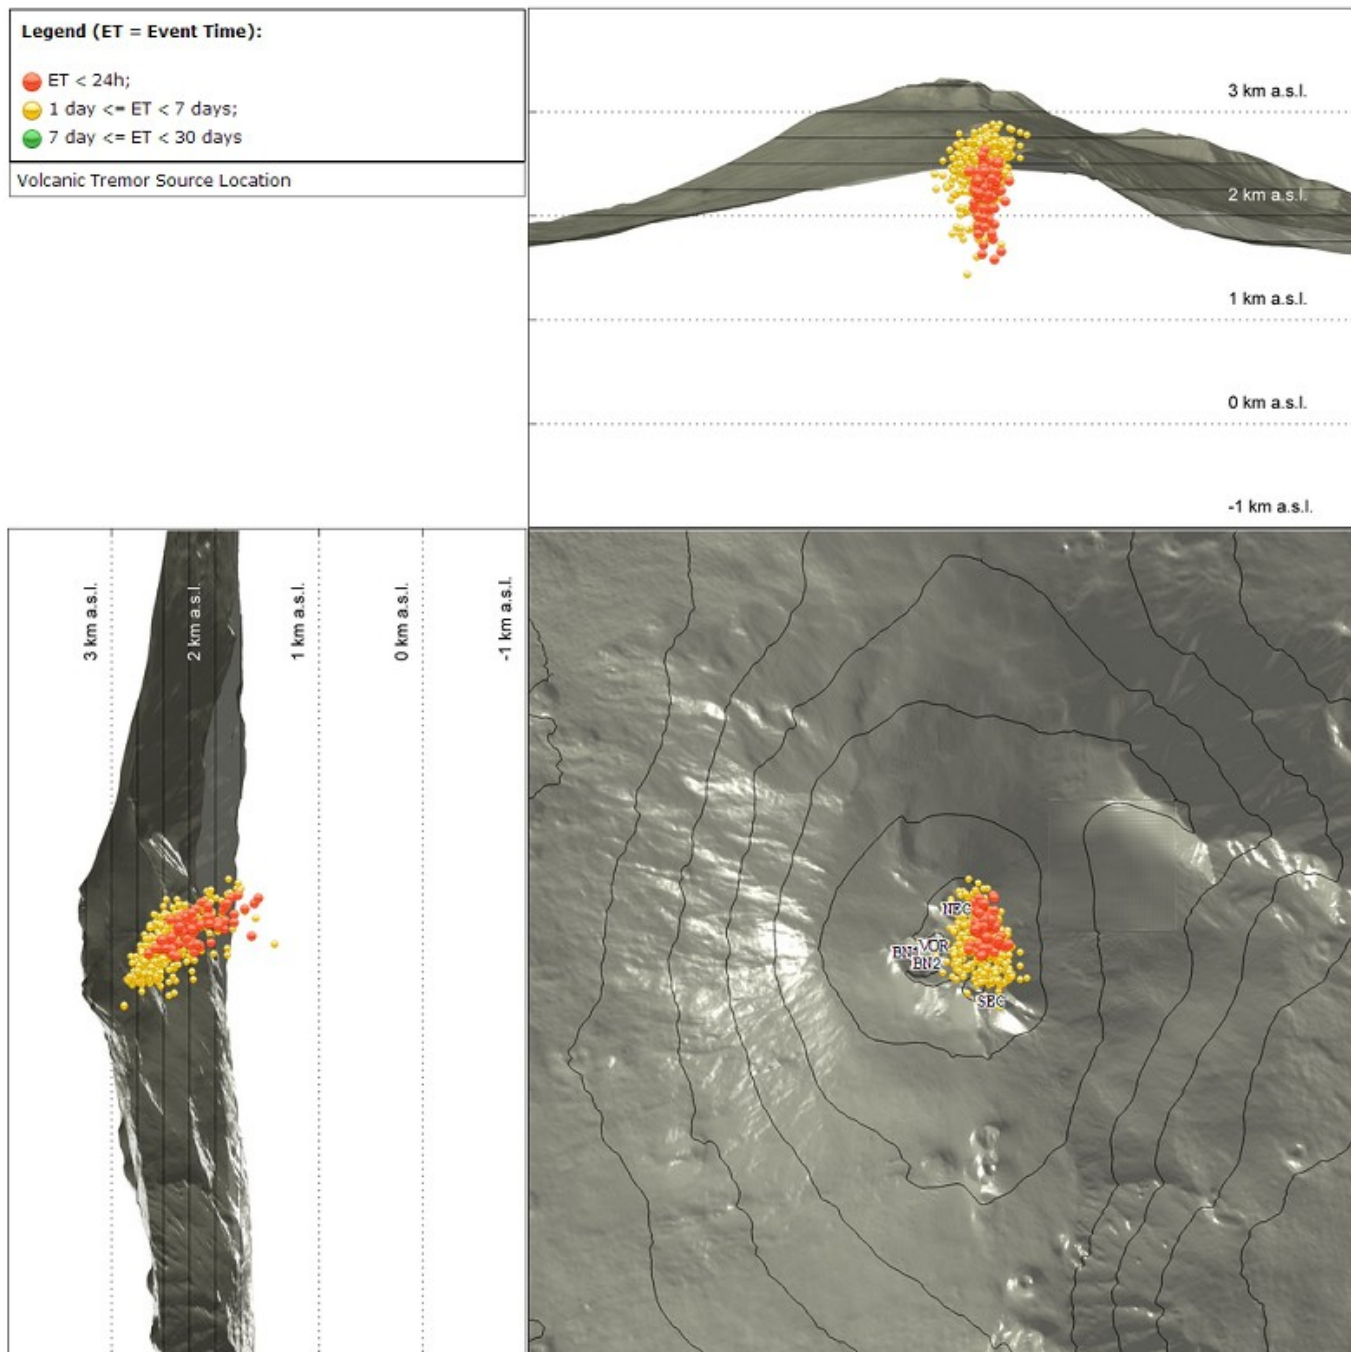 Legend (ET = Event Time):
ET < 24h;
1 day <= ET < 7 days;
7 day <= ET < 30 days
Volcanic Tremor Source Location
3 km a.s.l.
2 km a.s.l.
1 km a.s.l.
0 km a.s.l.
-1 km a.s.l.
3 km a.s.l.
2 km a.s.l.
1 km a.s.l.
0 km a.s.l.
-1 km a.s.l.
NEC
VOR
BN1
BN2
SEC